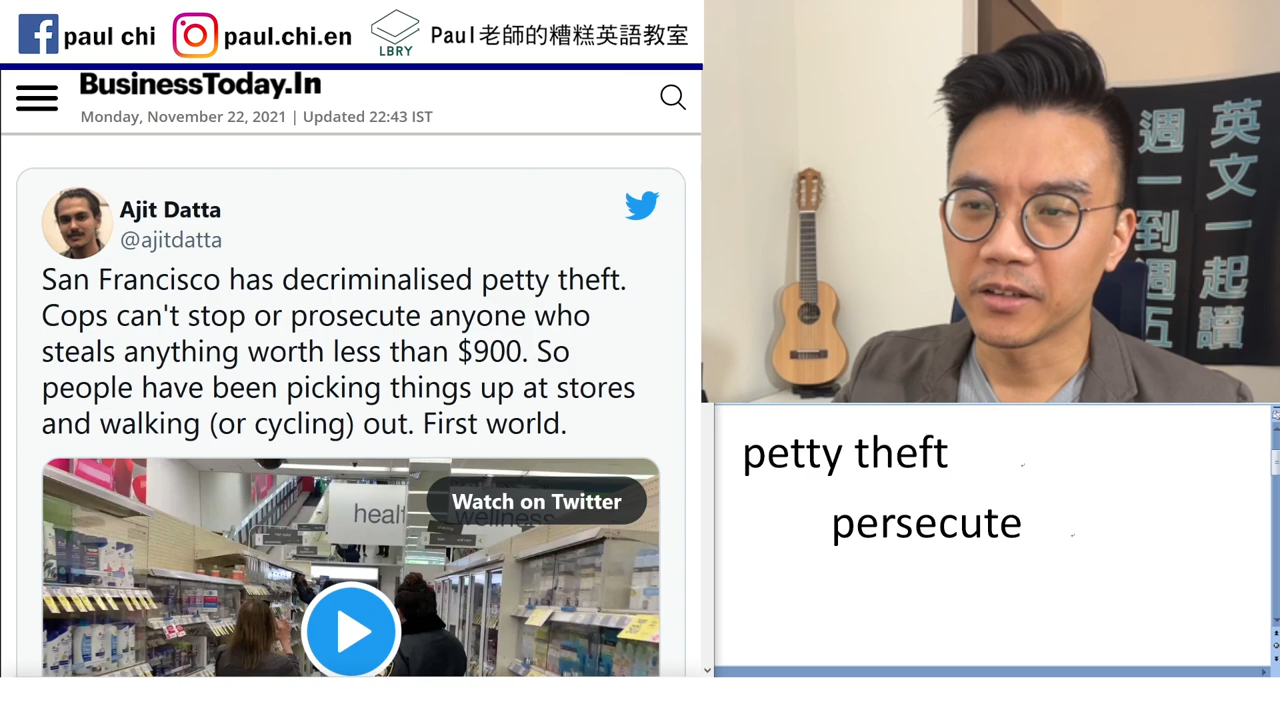 paul chi
paul.chi.en
LBRY
Paul老師的糟糕英語教室
BusinessToday.In
Monday, November 22, 2021 | Updated 22:43 IST
Ajit Datta
@ajitdatta
San Francisco has decriminalised petty theft.
Cops can't stop or prosecute anyone who
steals anything worth less than $900. So
people have been picking things up at stores
and walking (or cycling) out. First world.
Watch on Twitter
healt
wellness
英文一起讀
週一到週五
petty theft
persecute